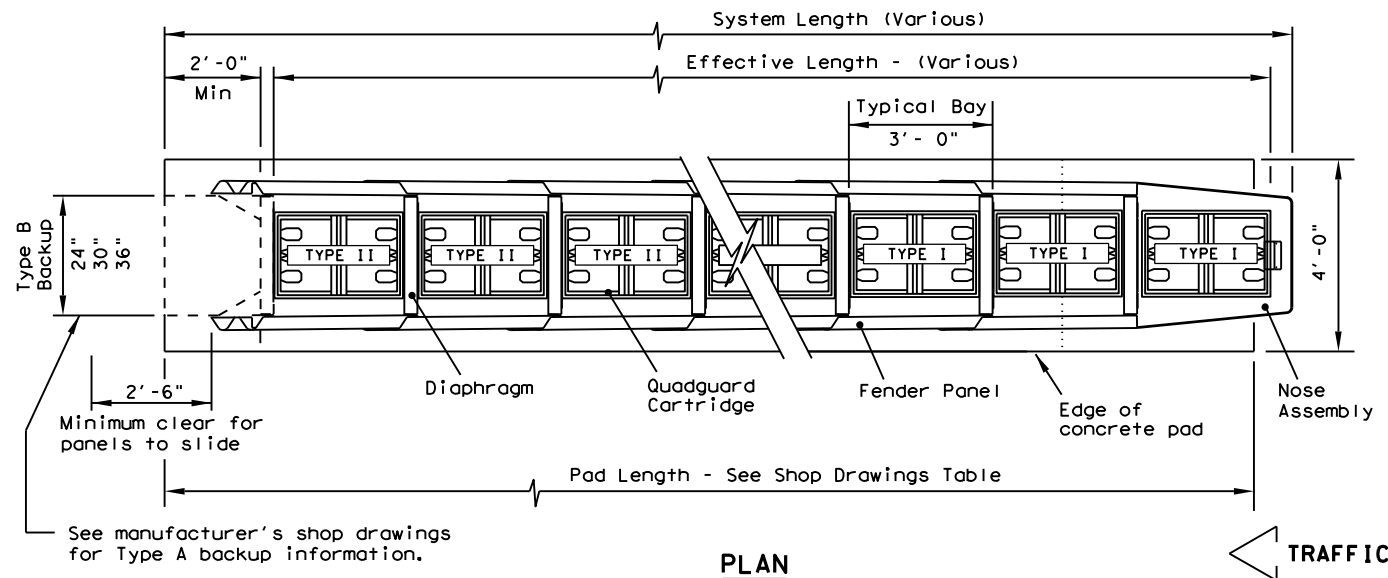 System Length (Various)
2'-0"
Min
Effective Length - (Various)
Typical Bay
3'- 0"
Type B
Backup
24"
30"
36"
TYPE II
TYPE II
TYPE II
TYPE I
TYPE I
TYPE I
4'-0"
2'-6"
Minimum clear for
panels to slide
Diaphragm
Quadguard
Cartridge
Fender Panel
Edge of
concrete pad
Nose
Assembly
Pad Length - See Shop Drawings Table
See manufacturer's shop drawings
for Type A backup information.
PLAN
TRAFFIC